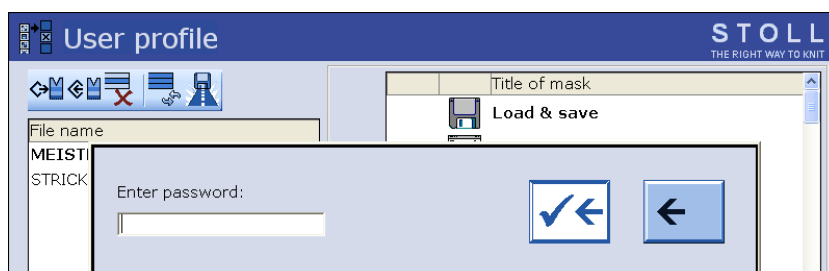 User profile
STOLL
THE RIGHT WAY TO KNIT
Title of mask
Load & save
File name
MEISTI
STRICK
Enter password: